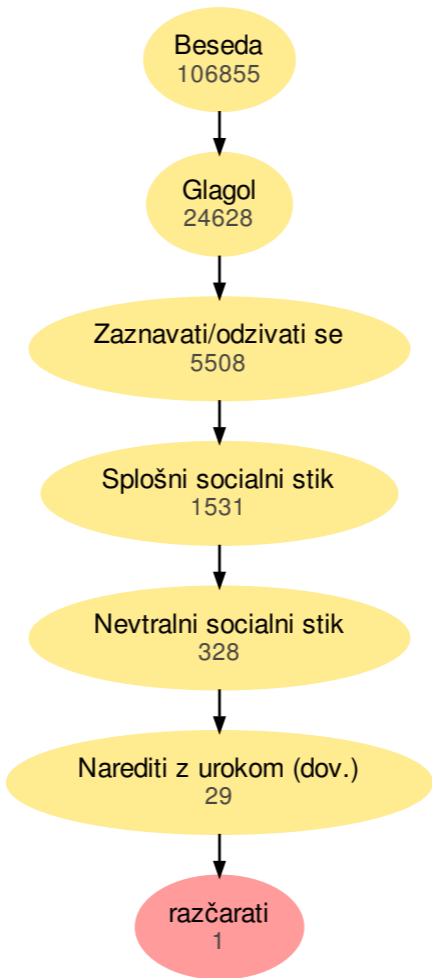 Beseda
106855
Glagol
24628
Zaznavati/odzivati se
5508
Splošni socialni stik
1531
Nevtralni socialni stik
328
Narediti z urokom (dov.)
29
razčarati
1